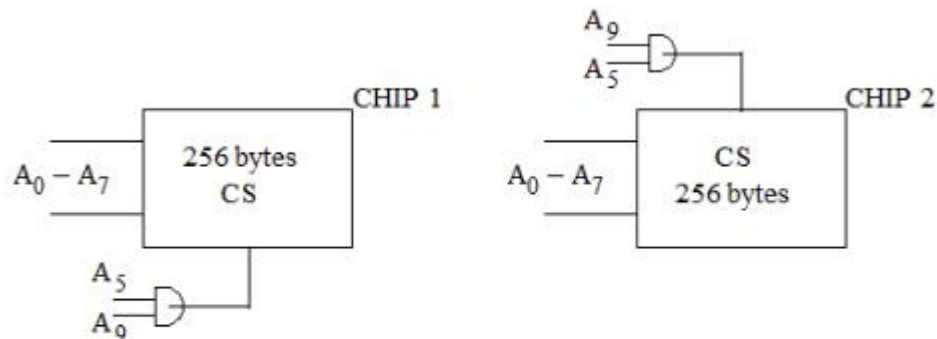 CHIP 1
256 bytes
CS
A₀ – A₇
A₅
A₉
A₉
A₅
CHIP 2
CS
256 bytes
A₀ – A₇